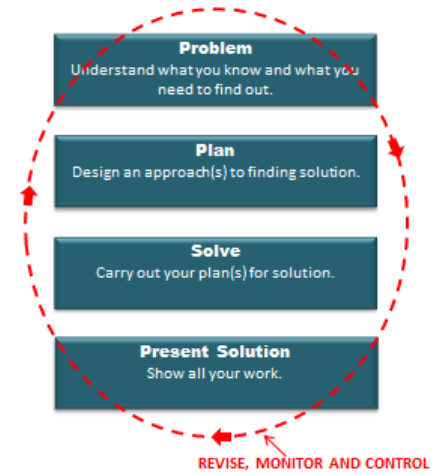 Problem
Understand what you know and what you
need to find out.
Plan
Design an approach(s) to finding solution.
Solve
Carry out your plan(s) for solution.
Present Solution
Show all your work.
REVISE, MONITOR AND CONTROL